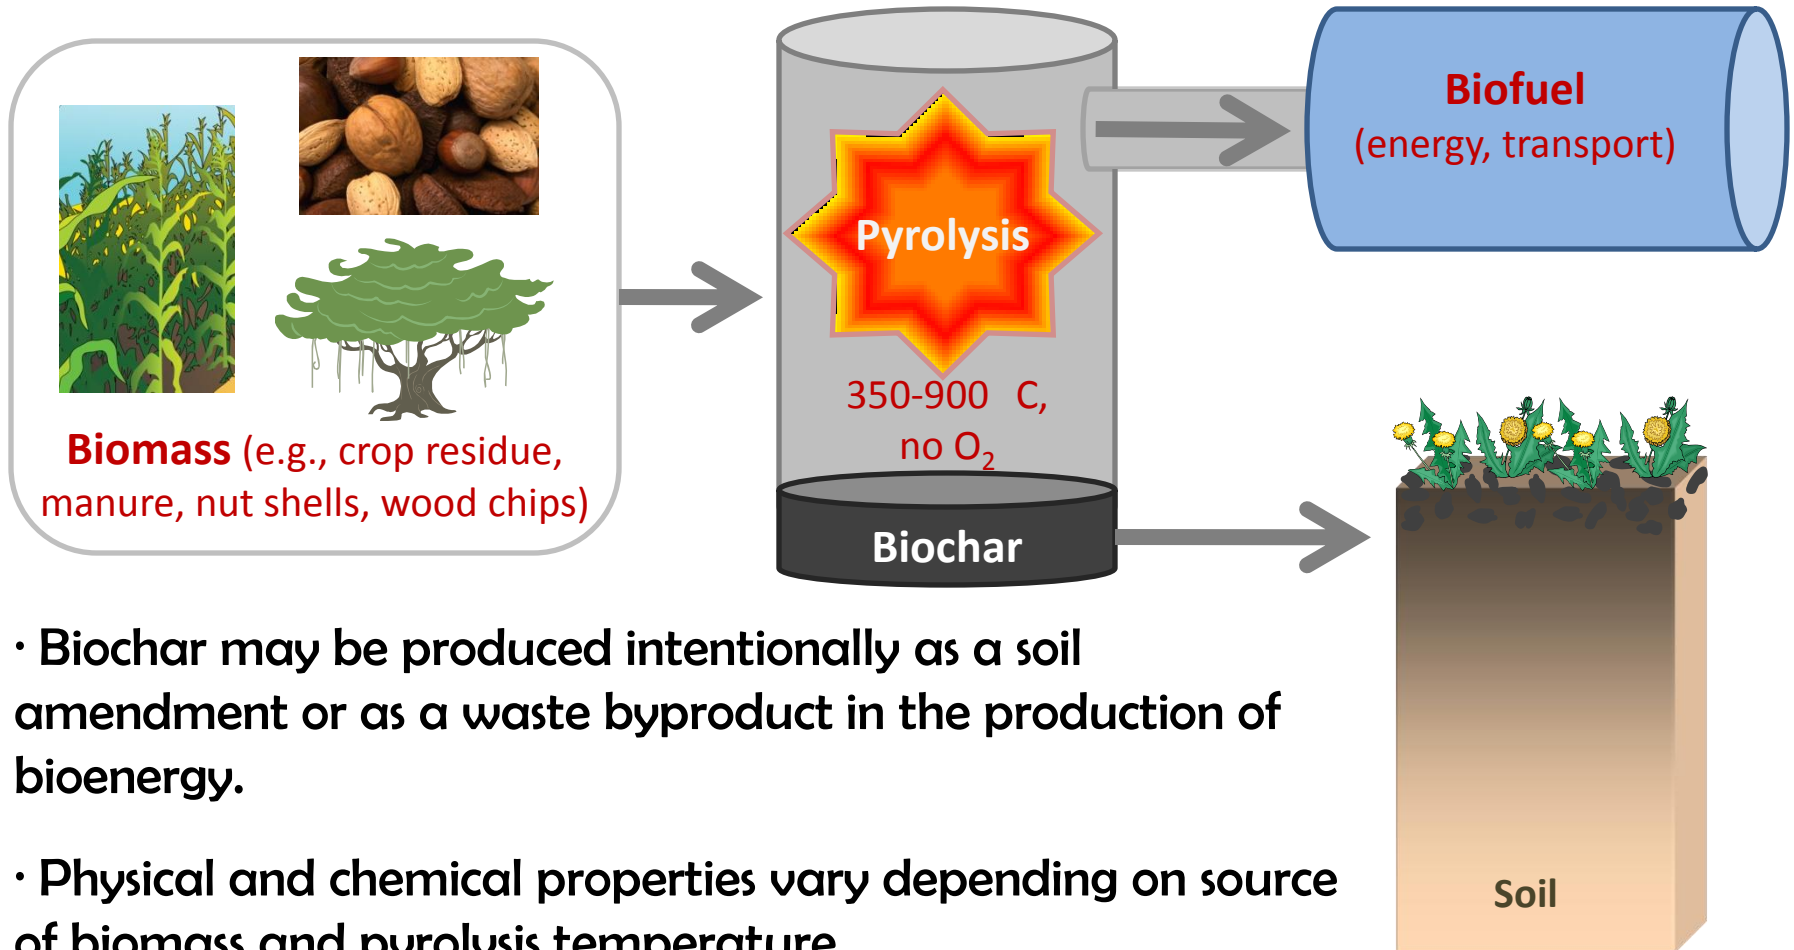 Biomass (e.g., crop residue,
manure, nut shells, wood chips)
Pyrolysis
350-900 C,
no O₂
Biochar
Biofuel
(energy, transport)
Soil
· Biochar may be produced intentionally as a soil
amendment or as a waste byproduct in the production of
bioenergy.
· Physical and chemical properties vary depending on source
of biomass and pyrolysis temperature